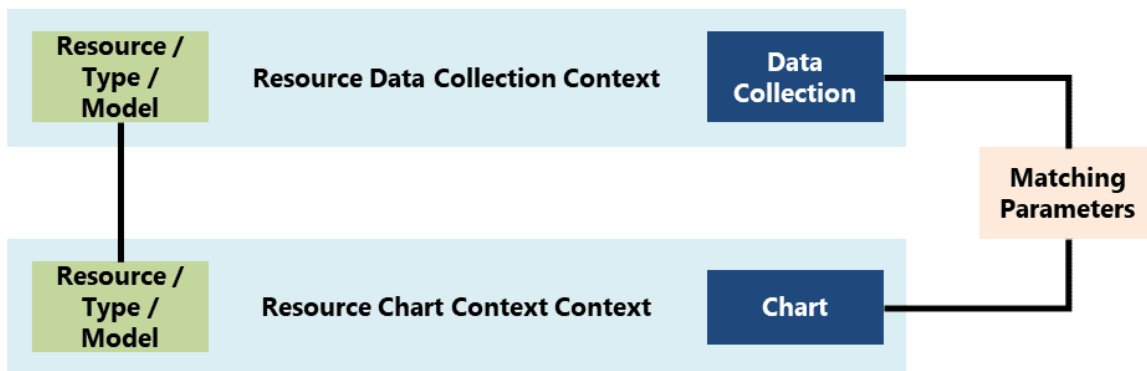 Resource /
Type /
Model
Resource Data Collection Context
Data
Collection
Matching
Parameters
Resource /
Type /
Model
Resource Chart Context Context
Chart